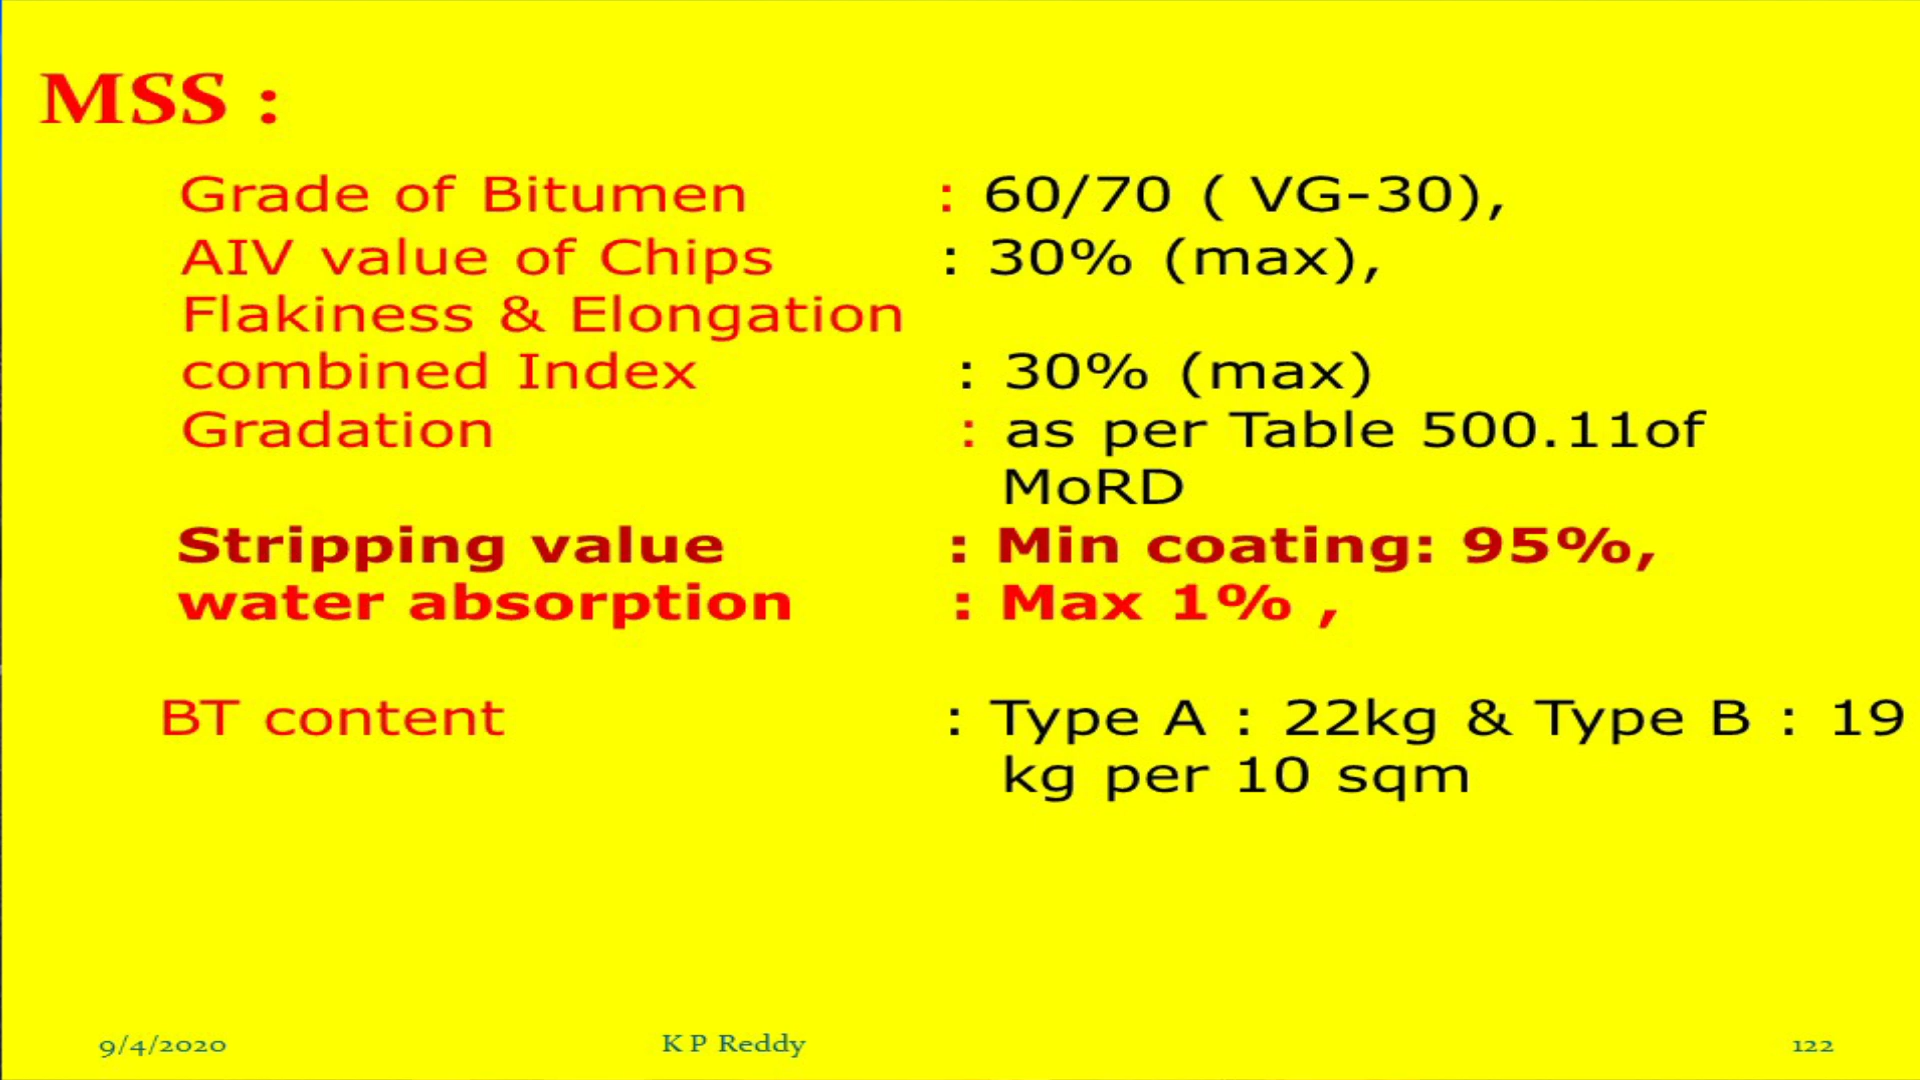 MSS :
Grade of Bitumen : 60/70 ( VG-30),
AIV value of Chips : 30% (max),
Flakiness & Elongation
combined Index : 30% (max)
Gradation : as per Table 500.11of
MoRD
Stripping value : Min coating: 95%,
water absorption : Max 1% ,
BT content : Type A : 22kg & Type B : 19
kg per 10 sqm
9/4/2020 K P Reddy 122